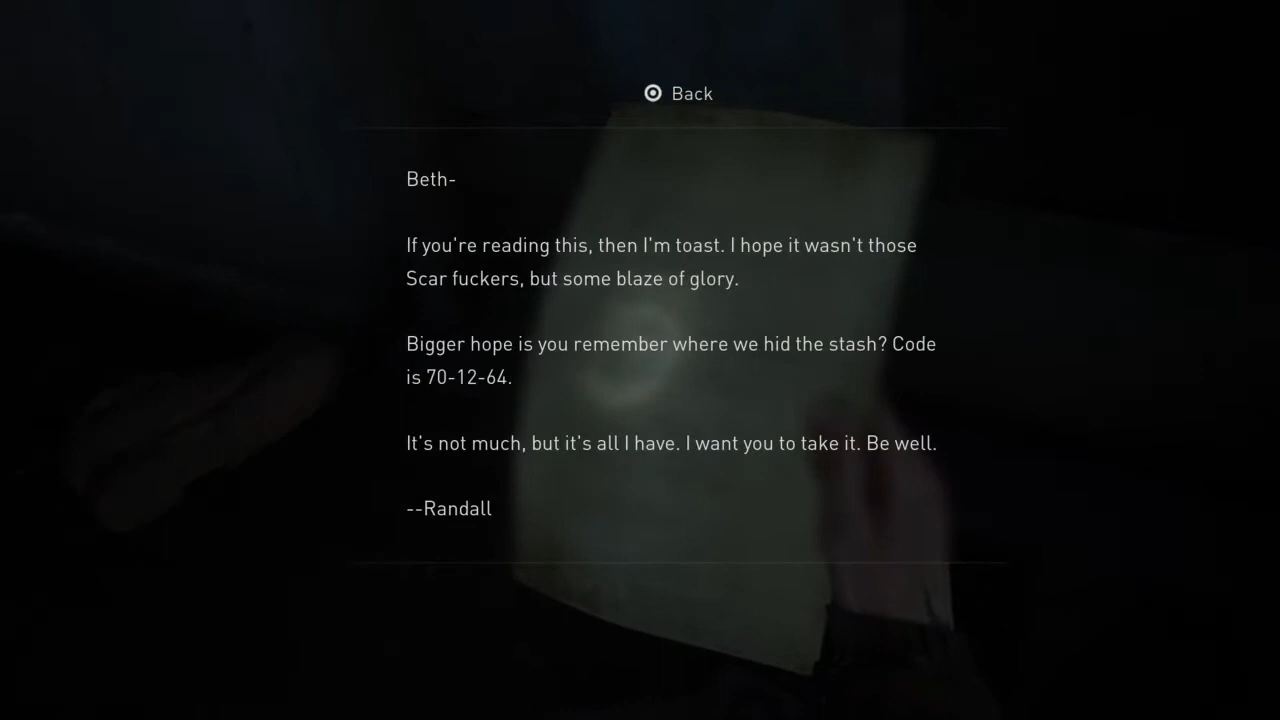 Back
Beth-
If you're reading this, then I'm toast. I hope it wasn't those
Scar fuckers, but some blaze of glory.
Bigger hope is you remember where we hid the stash? Code
is 70-12-64.
It's not much, but it's all I have. I want you to take it. Be well.
--Randall